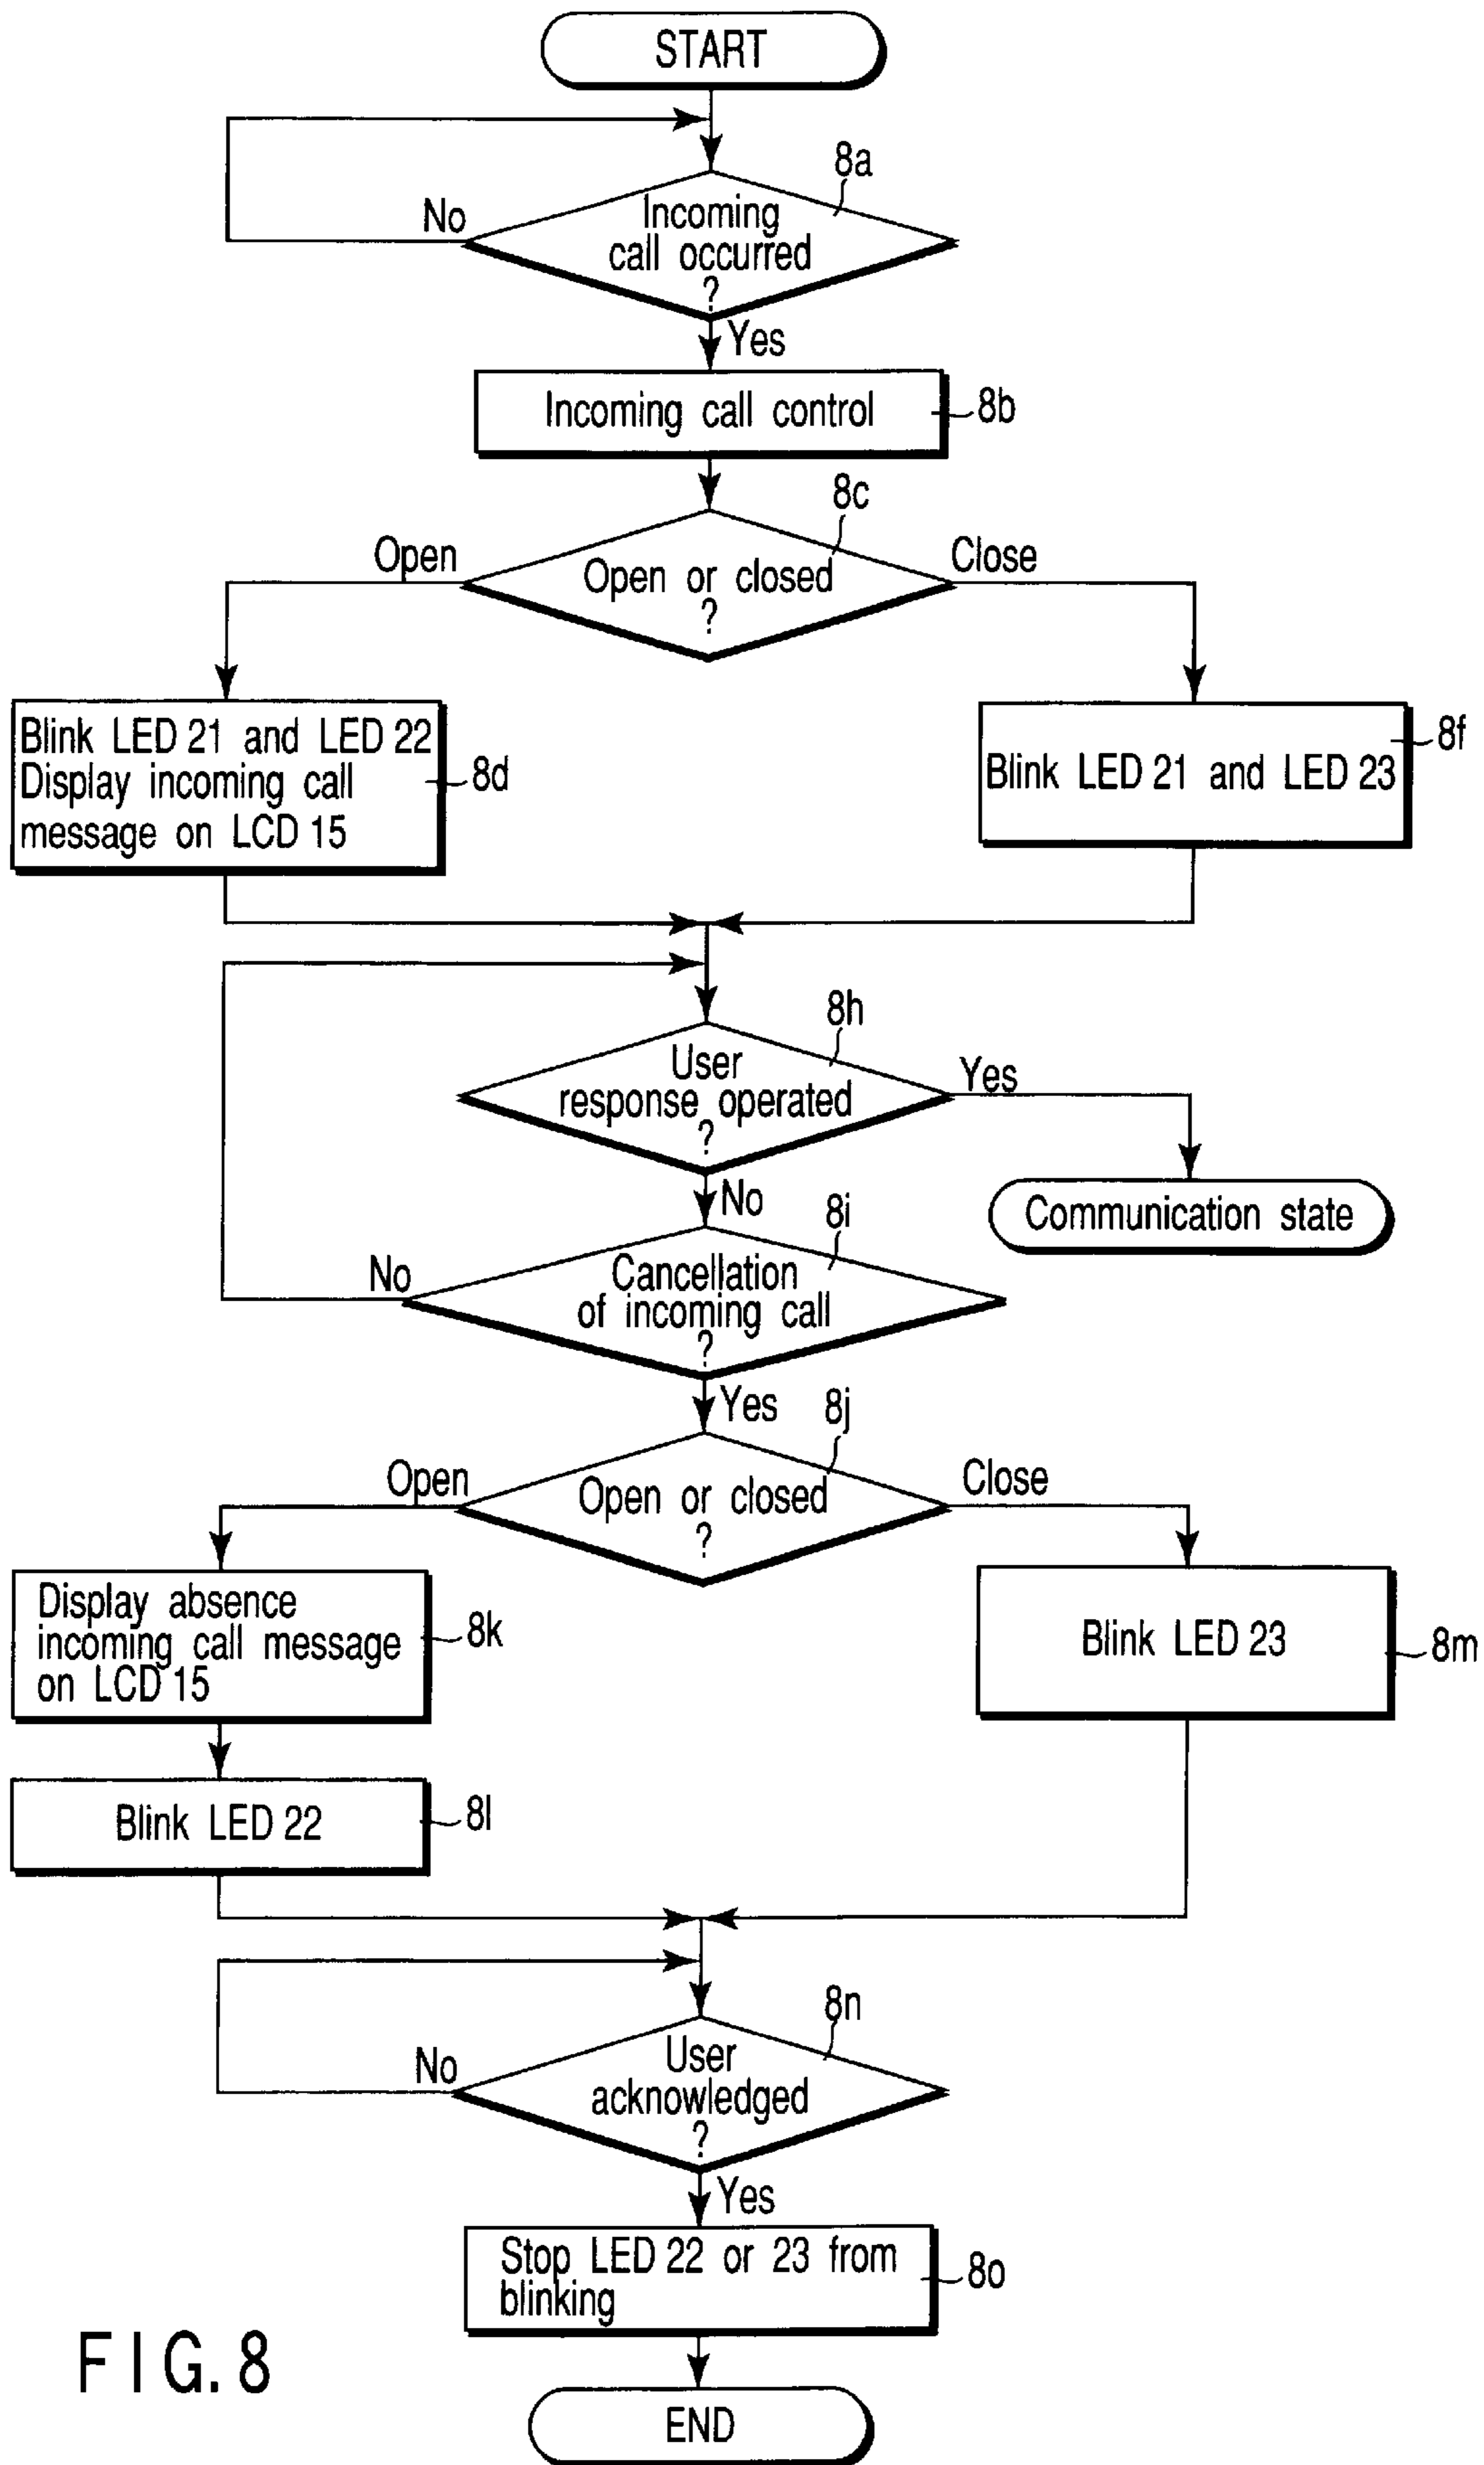 START
8a
No
Incoming
call occurred
?
Yes
Incoming call control
8b
8c
Open
Open or closed
?
Close
Blink LED 21 and LED 22
Display incoming call
message on LCD 15
8d
Blink LED 21 and LED 23
8f
8h
User
response operated
?
Yes
No
Communication state
8i
No
Cancellation
of incoming call
?
Yes
8j
Open
Open or closed
?
Close
Display absence
incoming call message
on LCD 15
8k
Blink LED 23
8m
Blink LED 22
8l
8n
No
User
acknowledged
?
Yes
Stop LED 22 or 23 from
blinking
8o
END
FIG. 8